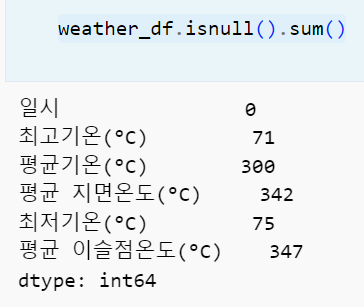 weather_df.isnull().sum()
일시 0
최고기온(°C) 71
평균기온(°C) 300
평균 지면온도(°C) 342
최저기온(°C) 75
평균 이슬점온도(°C) 347
dtype: int64